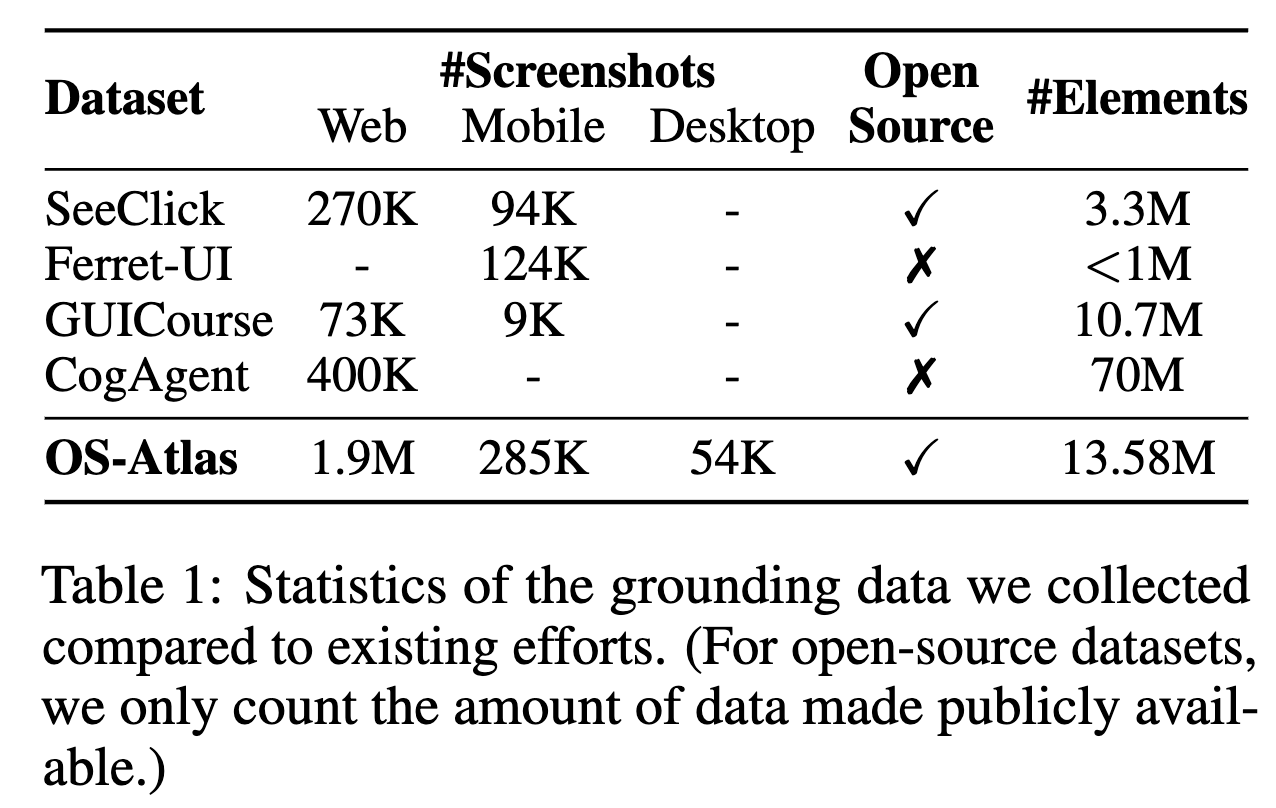 Dataset #Screenshots Open Source #Elements
Web Mobile Desktop
SeeClick 270K 94K - ✓ 3.3M
Ferret-UI - 124K - ✗ <1M
GUICourse 73K 9K - ✓ 10.7M
CogAgent 400K - - ✗ 70M
OS-Atlas 1.9M 285K 54K ✓ 13.58M
Table 1: Statistics of the grounding data we collected
compared to existing efforts. (For open-source datasets,
we only count the amount of data made publicly avail-
able.)